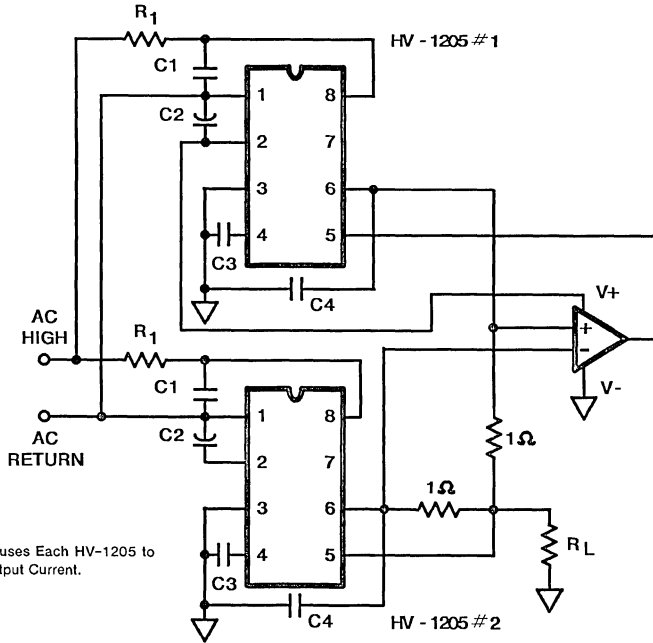 R1
HV-1205 #1
C1
C2
1
8
2
7
3
6
4
5
C3
C4
V+
+
-
V-
AC
HIGH
R1
C1
AC
RETURN
C2
1
8
2
7
3
6
4
5
1Ω
1Ω
RL
C3
C4
uses Each HV-1205 to
tput Current.
HV-1205 #2